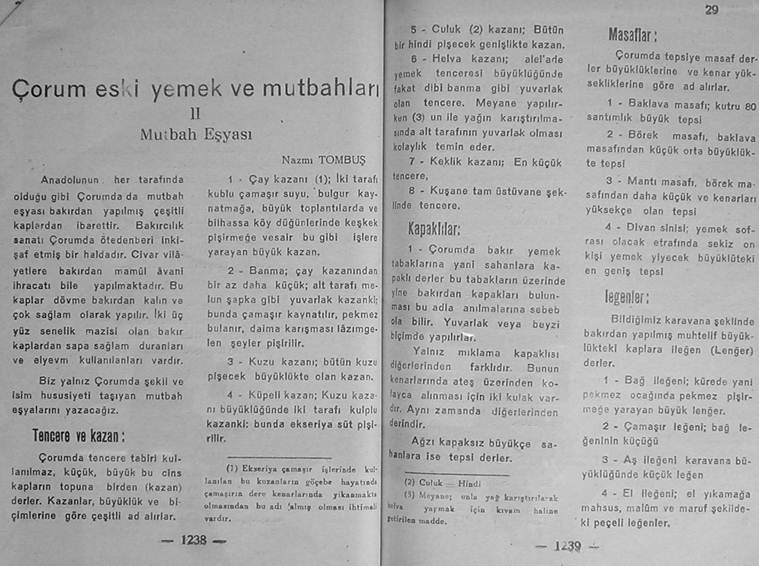 Çorum eski yemek ve mutbahları
II
Mutbah Eşyası
Nazmı TOMBUŞ
Anadolunun her tarafında
olduğu gibi Çorumda da mutbah
eşyası bakırdan yapılmış çeşitli
kaplardan ibarettir. Bakırcılık
sanatı Çorumda ötedenberi inki-
şaf etmiş bir haldadır. Civar vilâ-
yetlere bakırdan mamûl âvani
ihracatı bile yapılmaktadır. Bu
kaplar dövme bakırdan kalın ve
çok sağlam olarak yapılır. İki üç
yüz senelik mazisi olan bakır
kaplardan sapa sağlam duranları
ve elyevm kullanılanları vardır.
Biz yalnız Çorumda şekil ve
isim hususiyeti taşıyan mutbah
eşyalarını yazacağız.
Tencere ve kazan :
Çorumda tencere tabiri kul-
lanılmaz, küçük, büyük bu cins
kapların topuna birden (kazan)
derler. Kazanlar, büyüklük ve bi-
çimlerine göre çeşitli ad alırlar.
1 - Çay kazanı (1); İki tarafı
kublu çamaşır suyu, bulgur kay-
natmağa, büyük toplantılarda ve
bilhassa köy düğünlerinde keşkek
pişirmeğe vesair bu gibi işlere
yarayan büyük kazan.
2 - Banma; çay kazanından
bir az daha küçük; alt tarafı me-
lun şapka gibi yuvarlak kazanki;
bunda çamaşır kaynatılır, pekmez
bulanır, daima karışması lâzımge-
len şeyler pişirilir.
3 - Kuzu kazanı; bütün kuzu
pişecek büyüklükte olan kazan.
4 - Küpeli kazan; Kuzu kaza-
nı büyüklüğünde iki tarafı kulplu
kazanki: bunda ekseriya süt pişi-
rilir.
(1) Ekseriya çamaşır işlerinde kul-
lanılan bu kazanların göçebe hayatında
çamaşırın dere kenarlarında yıkanmakta
olmasından bu adı almış olması ihtimali
vardır.
— 1238 —
29
5 - Culuk (2) kazanı; Bütün
bir hindi pişecek genişlikte kazan.
6 - Helva kazanı; alel'ade
yemek tenceresi büyüklüğünde
fakat dibi banma gibi yuvarlak
olan tencere. Meyane yapılır-
ken (3) un ile yağın karıştırılma-
sında alt tarafının yuvarlak olması
kolaylık temin eder.
7 - Keklik kazanı; En küçük
tencere,
8 - Kuşane tam üstüvane şek-
linde tencere.
Kapaklılar:
1 - Çorumda bakır yemek
tabaklarına yani sahanlara ka-
paklı derler bu tabakların üzerinde
yine bakırdan kapakları bulun-
ması bu adla anılmalarına sebeb
ola bilir. Yuvarlak veya beyzi
biçimde yapılırlar.
Yalnız mıklama kapaklısı
diğerlerinden farklıdır. Bunun
kenarlarında ateş üzerinden ko-
layca alınması için iki kulak var-
dır. Aynı zamanda diğerlerinden
derindir.
Ağzı kapaksız büyükçe sa-
hanlara ise tepsi derler.
(2) Culuk — Hindi
(3) Meyane; unla yağ karıştırılarak
helva yapmak için kıvam haline
getirilen madde.
Masaflar:
Çorumda tepsiye masaf der-
ler büyüklüklerine ve kenar yük-
sekliklerine göre ad alırlar.
1 - Baklava masafı; kutru 80
santimlik büyük tepsi
2 - Börek masafı, baklava
masafından küçük orta büyüklük-
te tepsi
3 - Mantı masafı, börek ma-
safından daha küçük ve kenarları
yüksekçe olan tepsi
4 - Divan sinisi; yemek sof-
rası olacak etrafında sekiz on
kişi yemek yiyecek büyüklüteki
en geniş tepsi
leğenler:
Bildiğimiz karavana şeklinde
bakırdan yapılmış muhtelif büyük-
lükteki kaplara ileğen (Lenğer)
derler.
1 - Bağ ileğeni; kürede yani
pekmez ocağında pekmez pişir-
meğe yarayan büyük lenğer.
2 - Çamaşır leğeni; bağ le-
ğeninin küçüğü
3 - Aş ileğeni karavana bü-
yüklüğünde küçük leğen
4 - El lleğeni; el yıkamağa
mahsus, malûm ve maruf şekilde-
ki peçeli leğenler.
— 1239 —